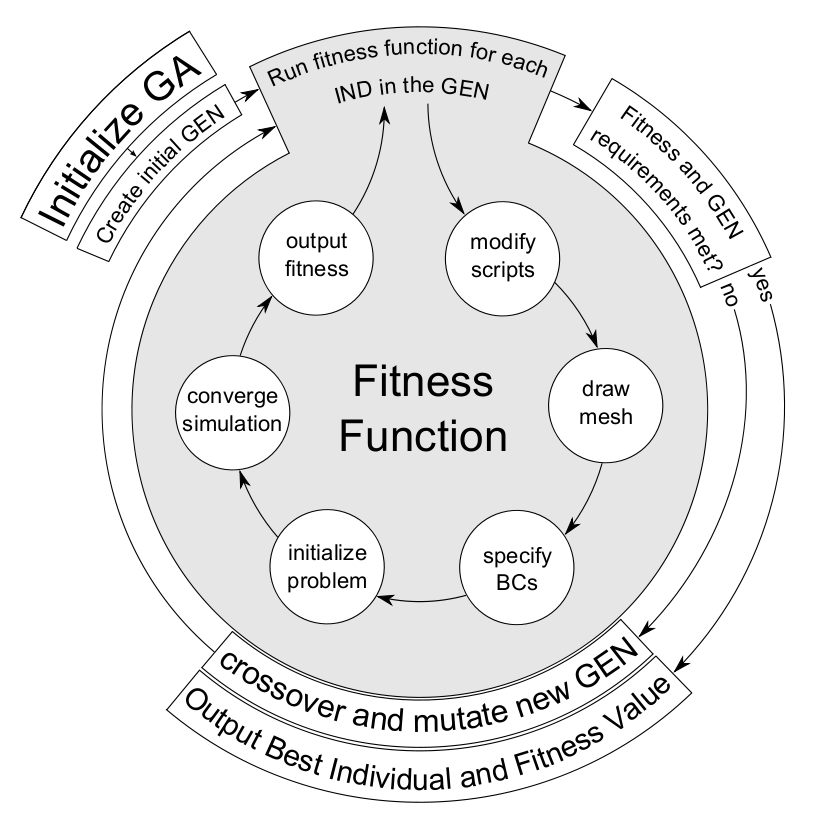 Initialize GA
Create initial GEN
Run fitness function for each
IND in the GEN
Fitness and GEN
requirements met?
no
yes
modify
scripts
draw
mesh
specify
BCs
initialize
problem
converge
simulation
output
fitness
Fitness
Function
crossover and mutate new GEN
Output Best Individual and Fitness Value